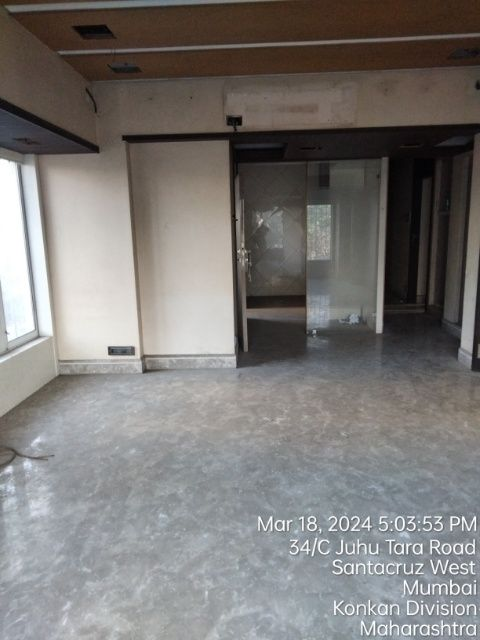 Mar 18, 2024 5:03:53 PM
34/C Juhu Tara Road
Santacruz West
Mumbai
Konkan Division
Maharashtra